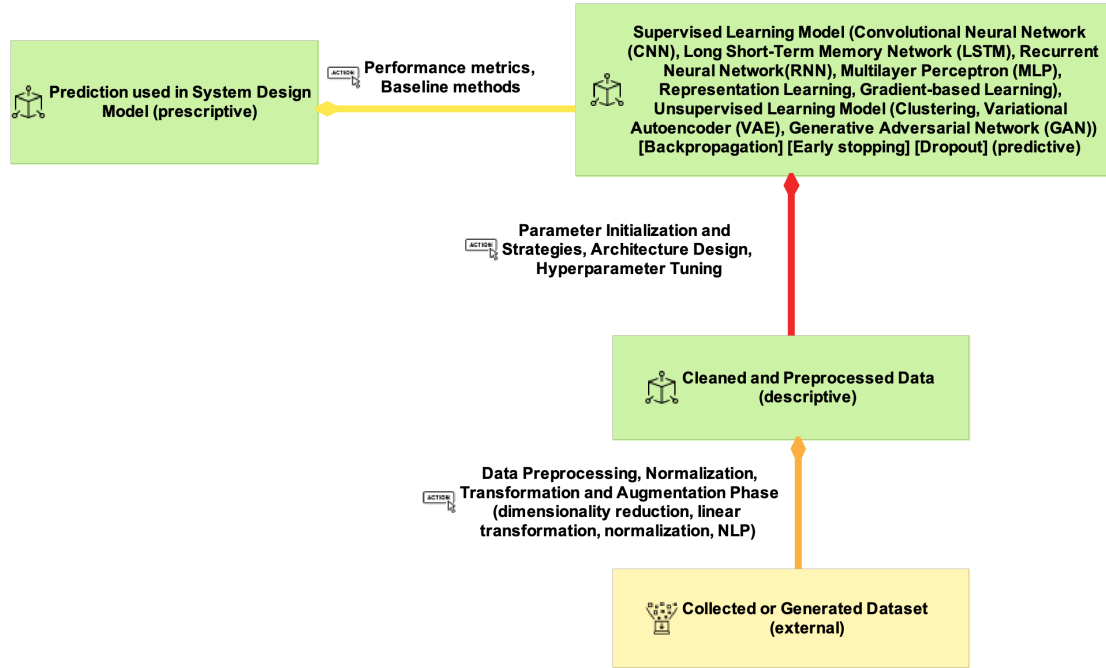 Supervised Learning Model (Convolutional Neural Network
(CNN), Long Short-Term Memory Network (LSTM), Recurrent
Neural Network(RNN), Multilayer Perceptron (MLP),
Representation Learning, Gradient-based Learning),
Unsupervised Learning Model (Clustering, Variational
Autoencoder (VAE), Generative Adversarial Network (GAN))
[Backpropagation] [Early stopping] [Dropout] (predictive)
ACTION
Performance metrics,
Baseline methods
Prediction used in System Design
Model (prescriptive)
ACTION
Parameter Initialization and
Strategies, Architecture Design,
Hyperparameter Tuning
Cleaned and Preprocessed Data
(descriptive)
ACTION
Data Preprocessing, Normalization,
Transformation and Augmentation Phase
(dimensionality reduction, linear
transformation, normalization, NLP)
Collected or Generated Dataset
(external)